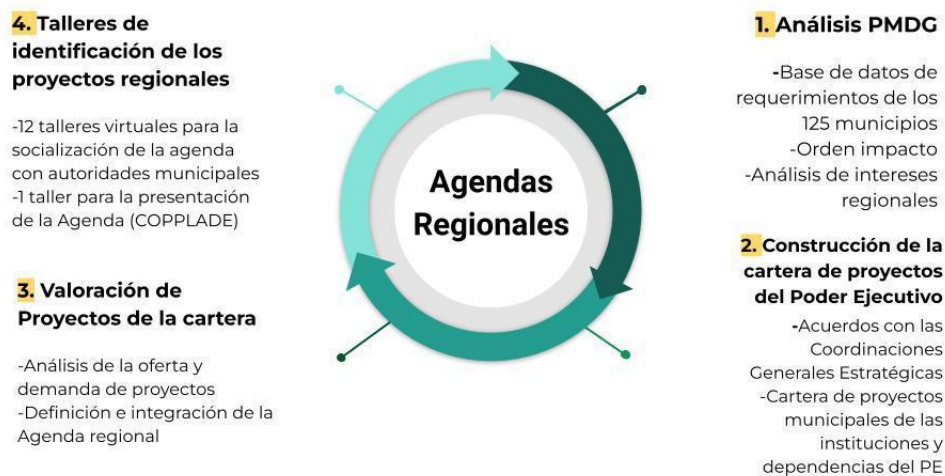 4. Talleres de
identificación de los
proyectos regionales
-12 talleres virtuales para la
socialización de la agenda
con autoridades municipales
-1 taller para la presentación
de la Agenda (COPPLADE)
3. Valoración de
Proyectos de la cartera
-Análisis de la oferta y
demanda de proyectos
-Definición e integración de la
Agenda regional
Agendas
Regionales
1. Análisis PMDG
-Base de datos de
requerimientos de los
125 municipios
-Orden impacto
-Análisis de intereses
regionales
2. Construcción de la
cartera de proyectos
del Poder Ejecutivo
-Acuerdos con las
Coordinaciones
Generales Estratégicas
-Cartera de proyectos
municipales de las
instituciones y
dependencias del PE